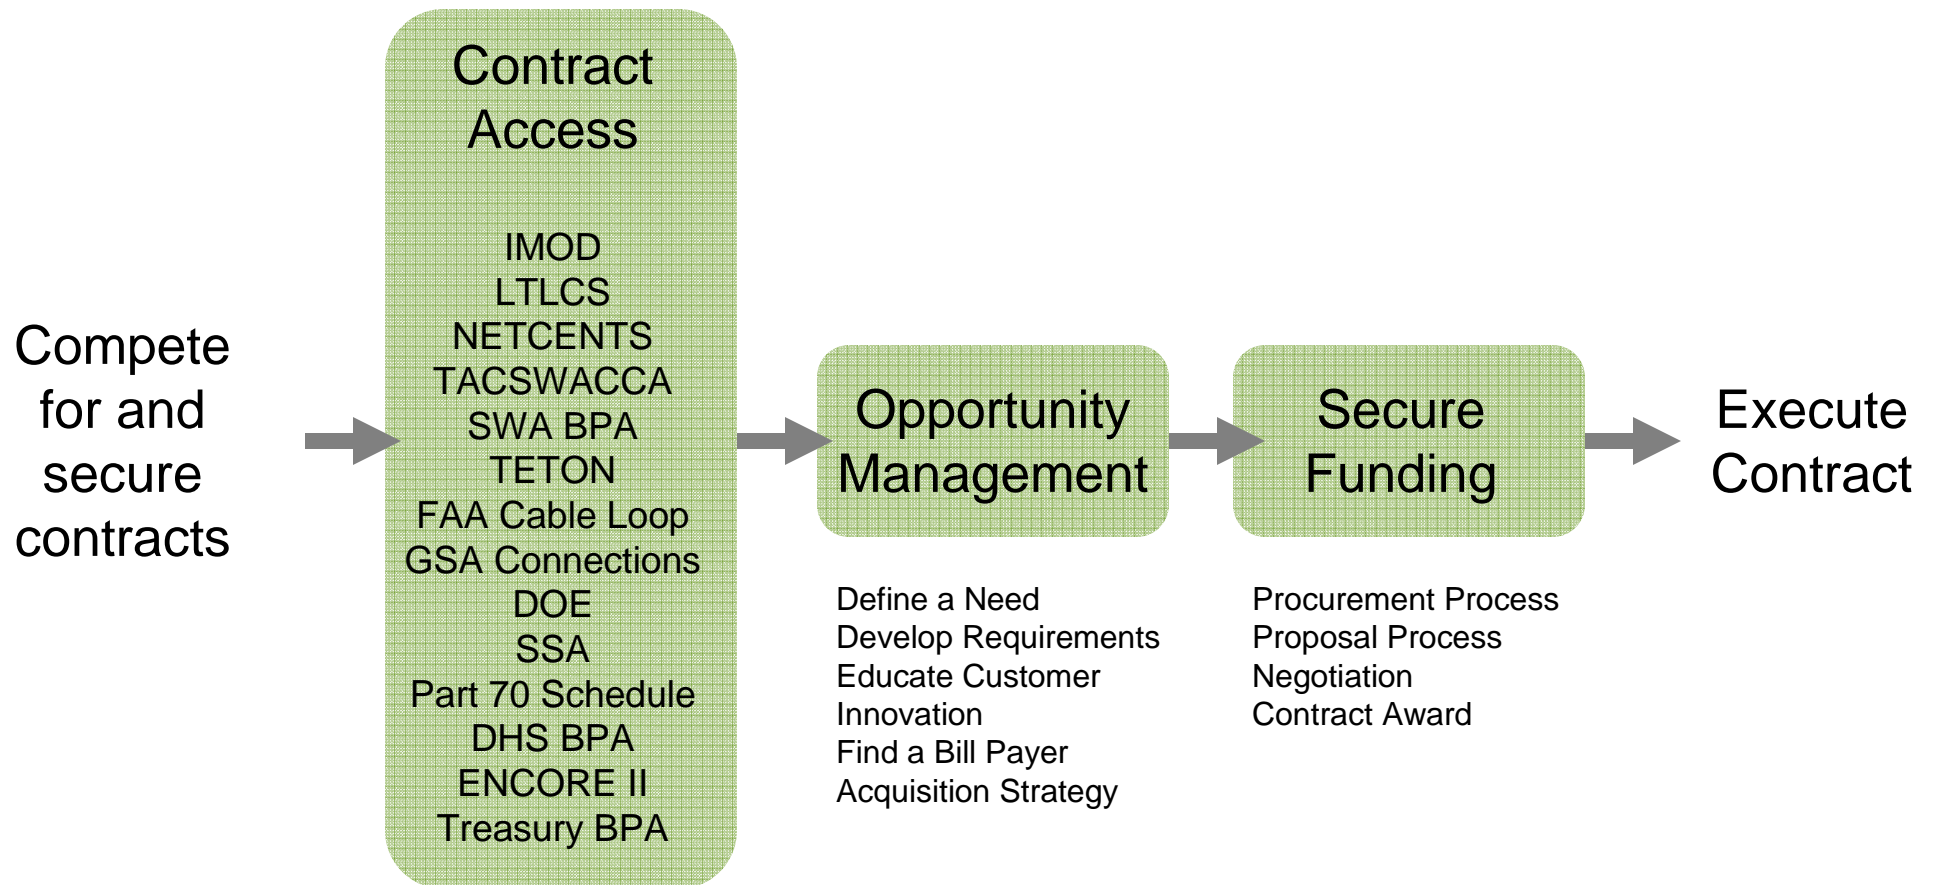 Compete
for and
secure
contracts
Contract
Access
IMOD
LTLCS
NETCENTS
TACSWACCA
SWA BPA
TETON
FAA Cable Loop
GSA Connections
DOE
SSA
Part 70 Schedule
DHS BPA
ENCORE II
Treasury BPA
Opportunity
Management
Define a Need
Develop Requirements
Educate Customer
Innovation
Find a Bill Payer
Acquisition Strategy
Secure
Funding
Procurement Process
Proposal Process
Negotiation
Contract Award
Execute
Contract